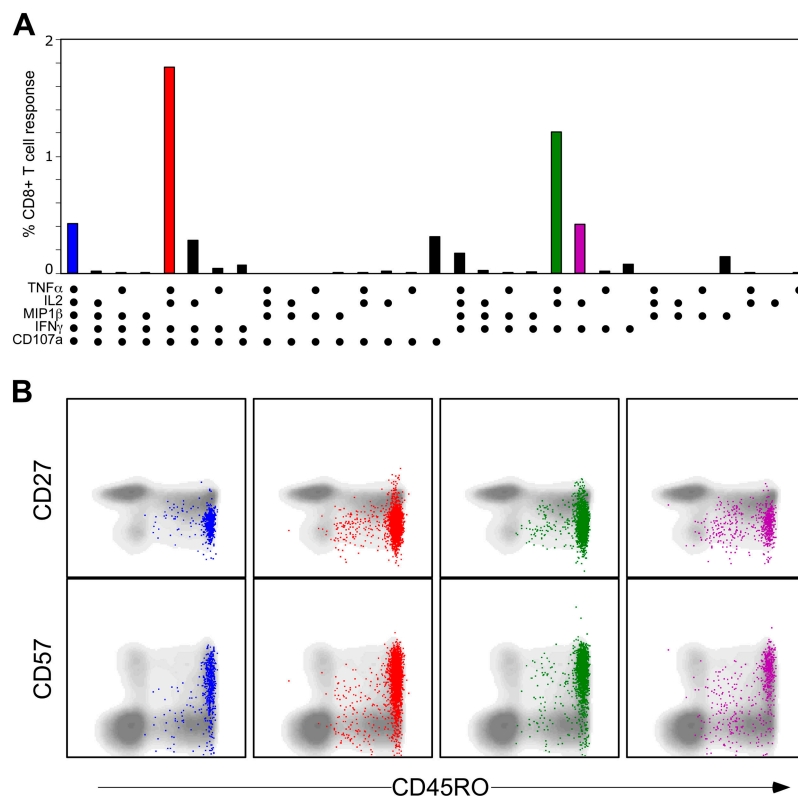 A
% CD8+ T cell response
2
1
0
TNFα
IL2
MIP1β
IFNγ
CD107a
B
CD27
CD57
CD45RO